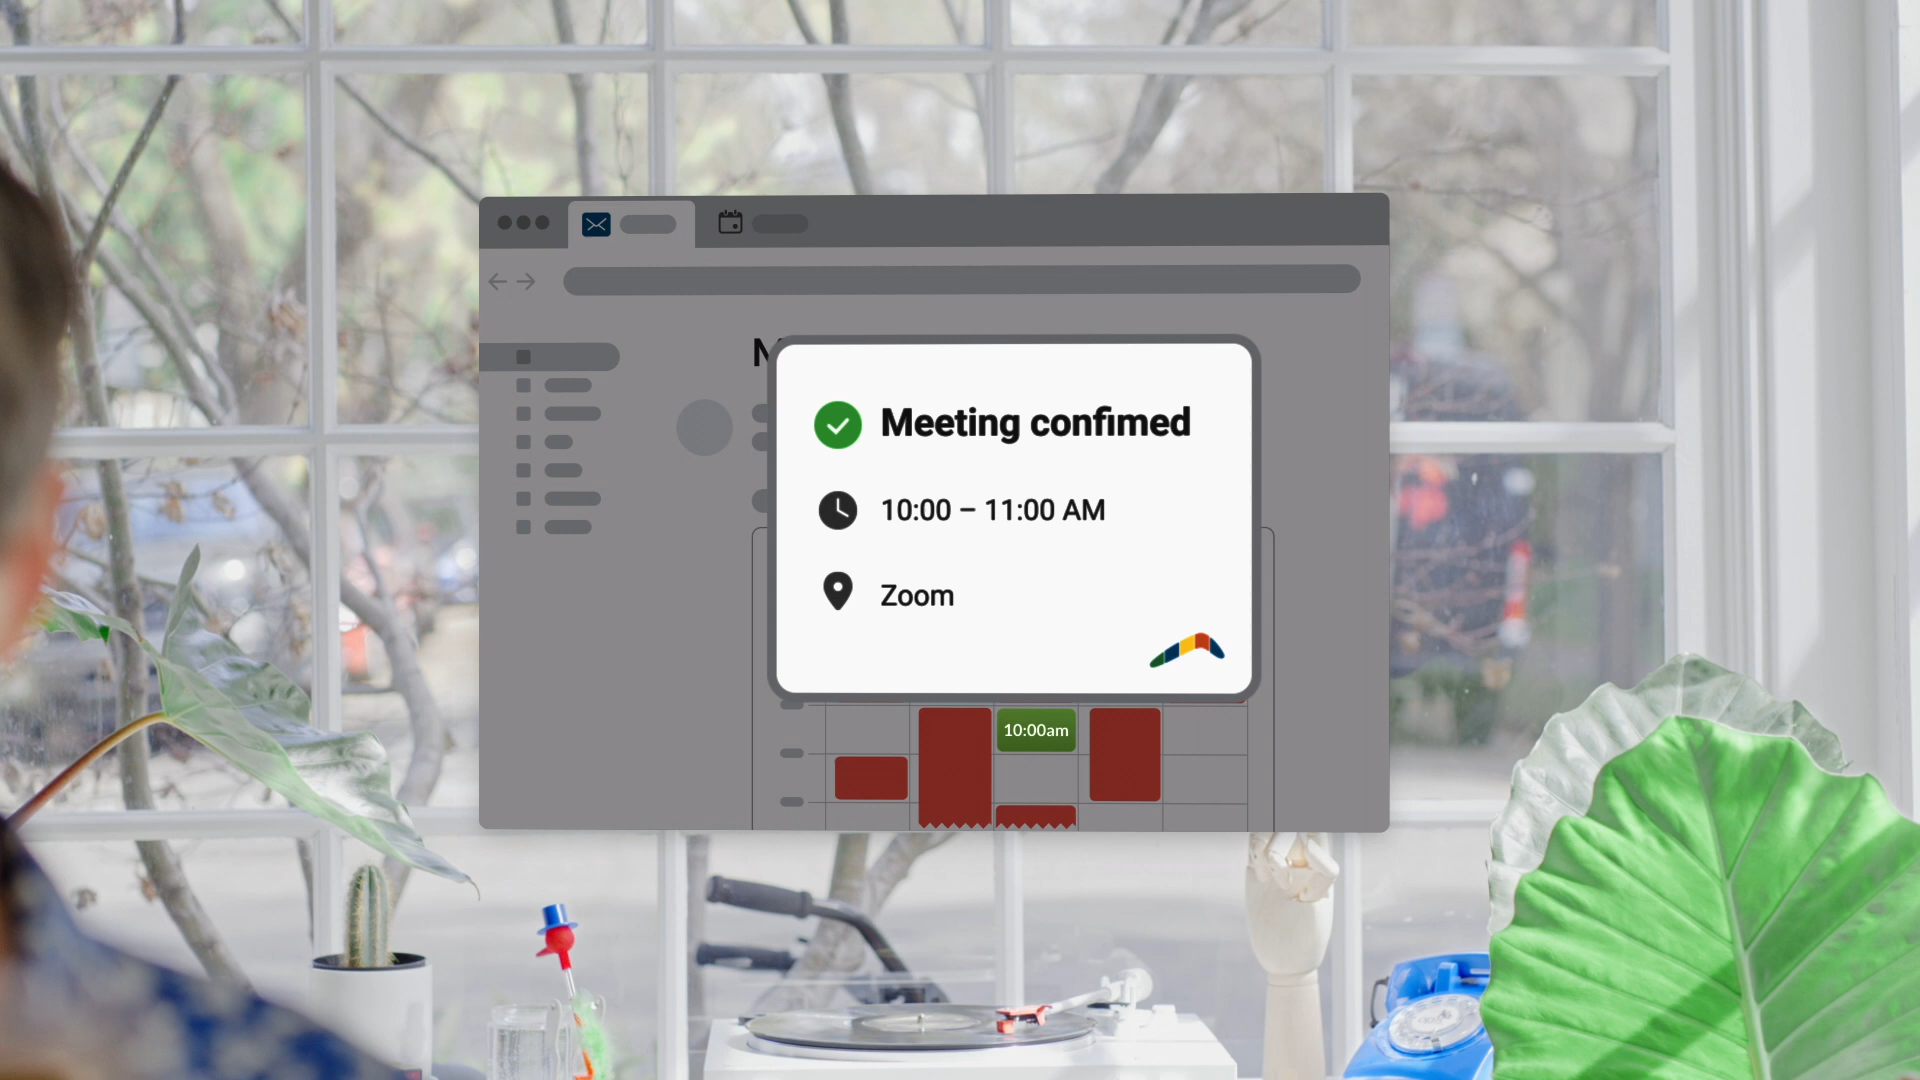 M
Meeting confimed
10:00 – 11:00 AM
Zoom
10:00am